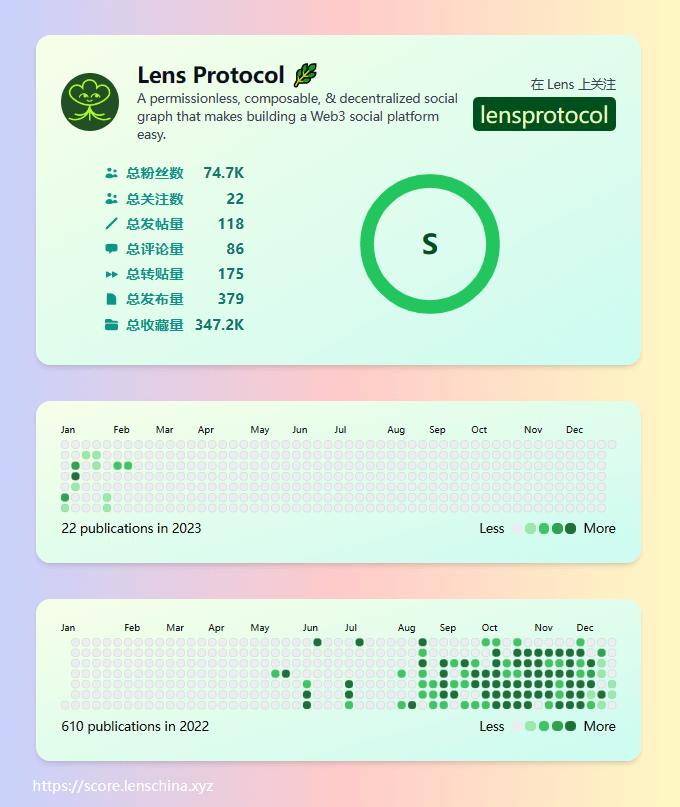 Lens Protocol 🌿
A permissionless, composable, & decentralized social
graph that makes building a Web3 social platform
easy.
在 Lens 上关注
lensprotocol
总粉丝数 74.7K
总关注数 22
总发帖量 118
总评论量 86
总转贴量 175
总发布量 379
总收藏量 347.2K
S
Jan Feb Mar Apr May Jun Jul Aug Sep Oct Nov Dec
22 publications in 2023 Less More
Jan Feb Mar Apr May Jun Jul Aug Sep Oct Nov Dec
610 publications in 2022 Less More
https://score.lenschina.xyz